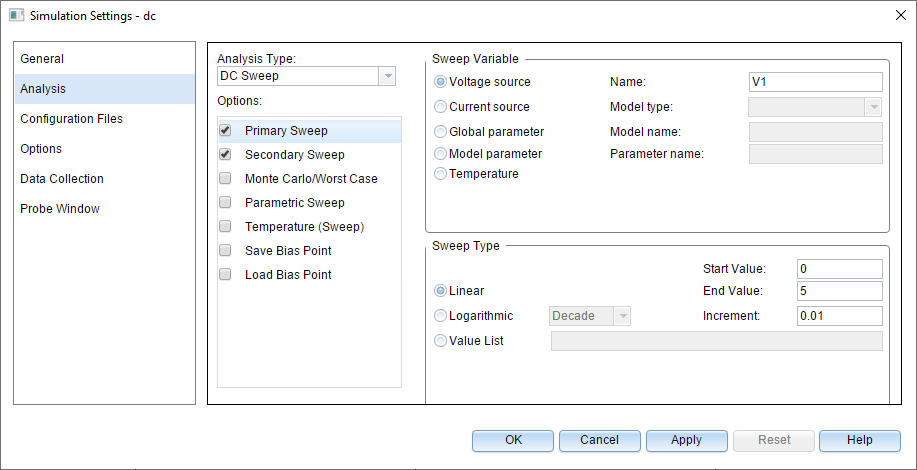 Simulation Settings - dc
General
Analysis
Configuration Files
Options
Data Collection
Probe Window
Analysis Type:
DC Sweep
Options:
Primary Sweep
Secondary Sweep
Monte Carlo/Worst Case
Parametric Sweep
Temperature (Sweep)
Save Bias Point
Load Bias Point
Sweep Variable
Voltage source Name: V1
Current source Model type:
Global parameter Model name:
Model parameter Parameter name:
Temperature
Sweep Type
Start Value: 0
Linear End Value: 5
Logarithmic Decade Increment: 0.01
Value List
OK Cancel Apply Reset Help